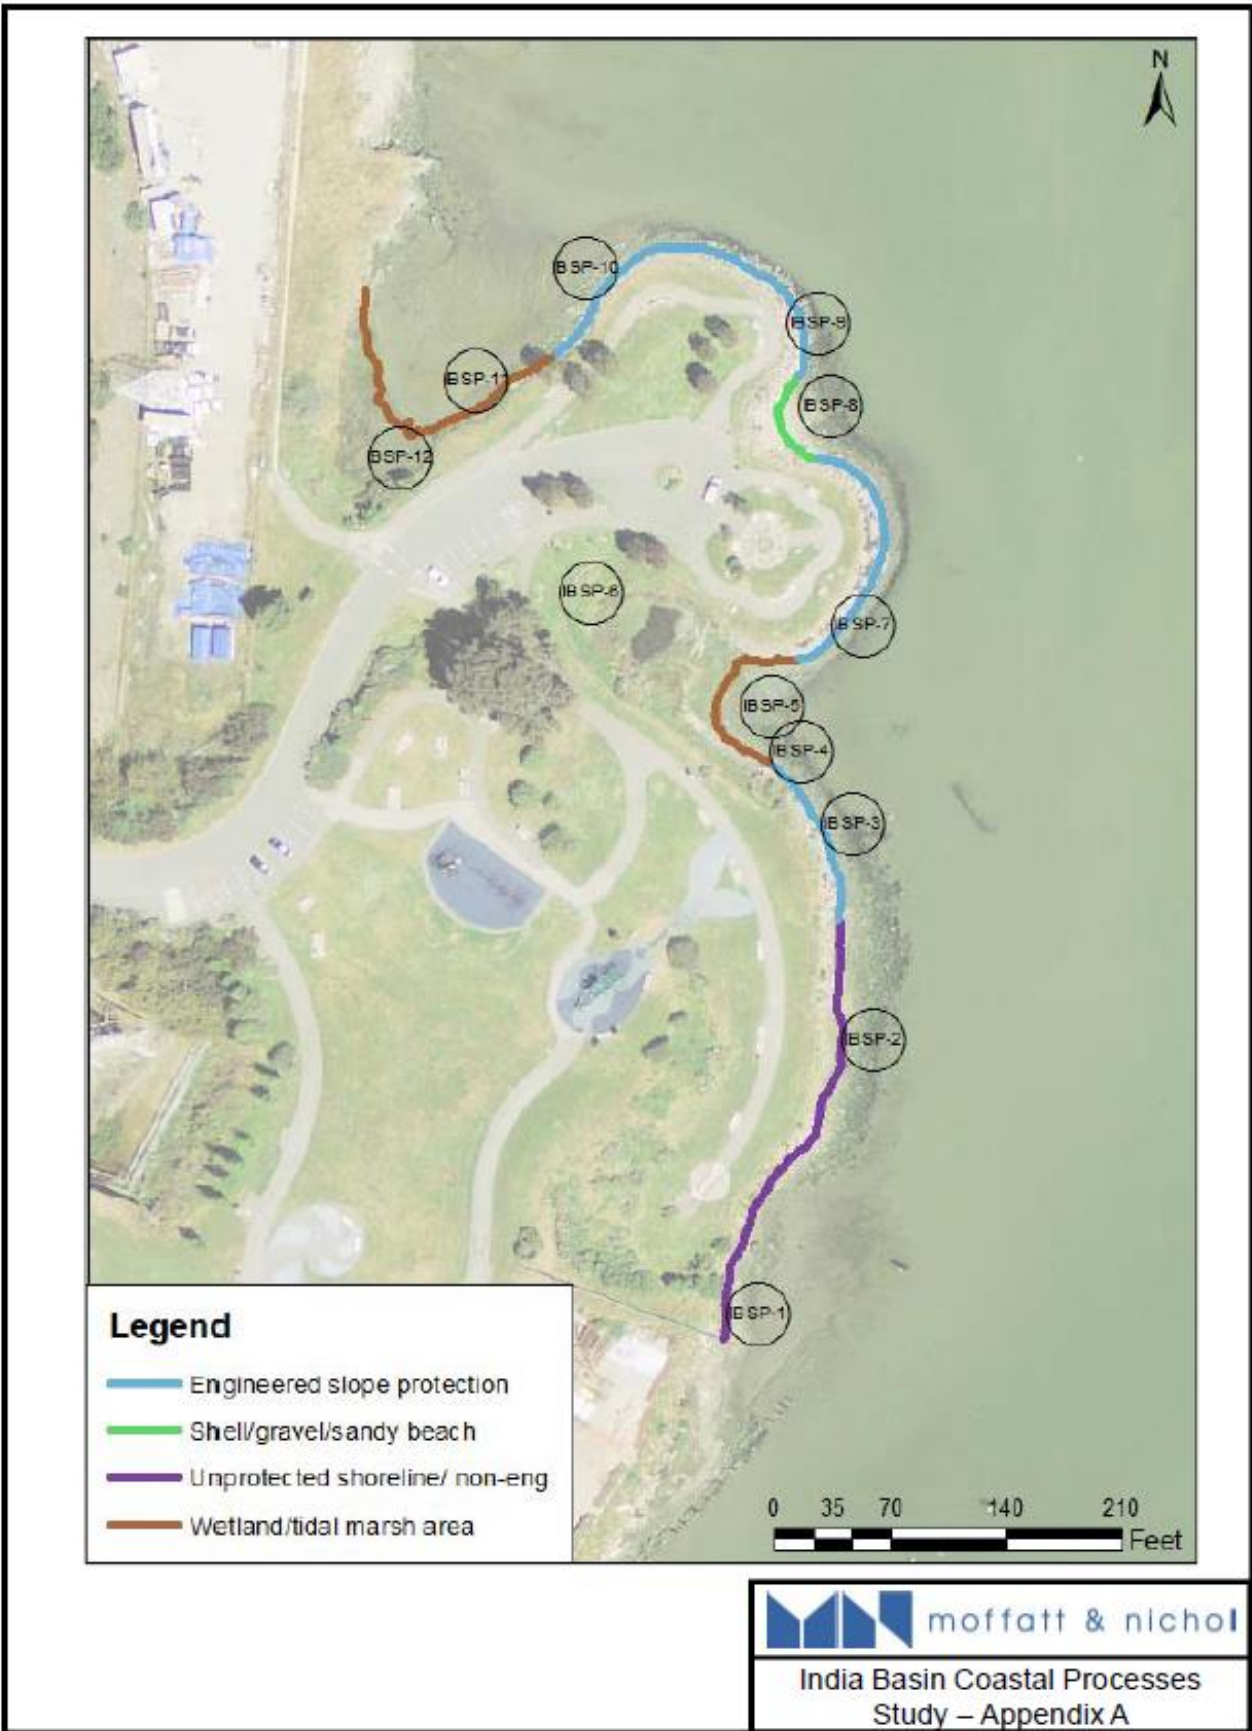 N
IBSP-10
IBSP-9
IBSP-11
IBSP-8
IBSP-12
IBSP-6
IBSP-7
IBSP-5
IBSP-4
IBSP-3
IBSP-2
IBSP-1
Legend
Engineered slope protection
Shell/gravel/sandy beach
Unprotected shoreline/ non-eng
Wetland/tidal marsh area
0 35 70 140 210
Feet
moffatt & nichol
India Basin Coastal Processes
Study – Appendix A